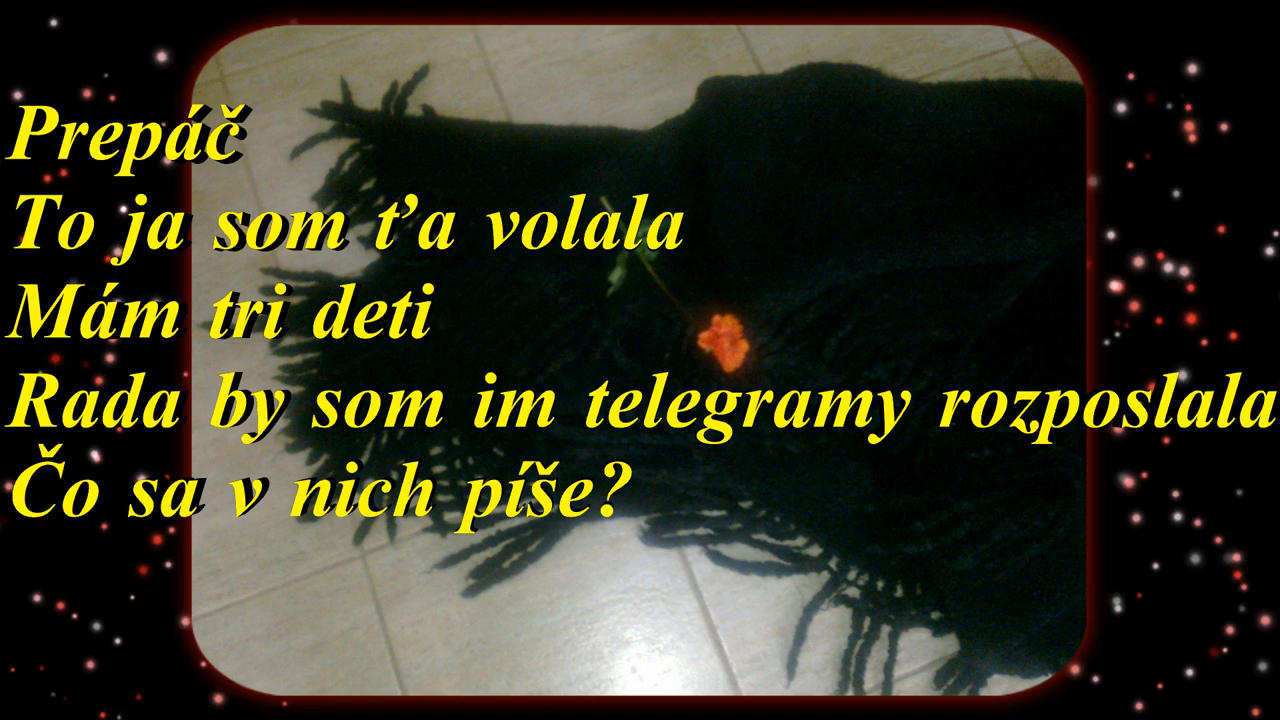 Prepáč
To ja som ťa volala
Mám tri deti
Rada by som im telegramy rozposlala
Čo sa v nich píše?